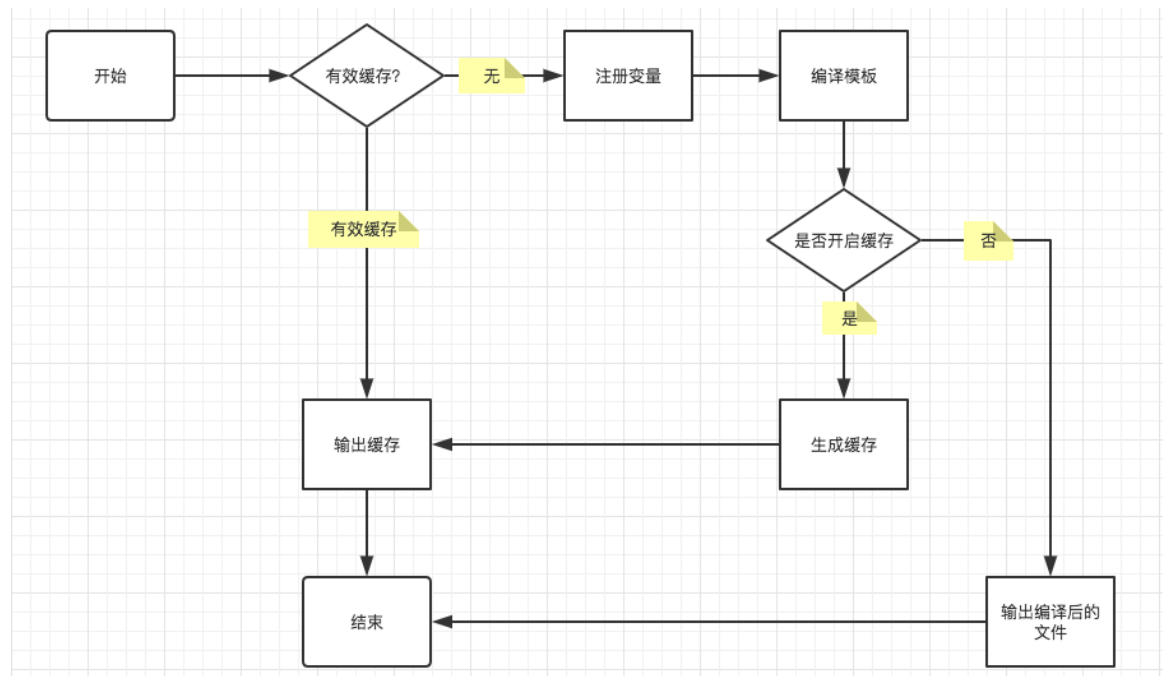 开始
有效缓存?
无
注册变量
编译模板
有效缓存
是否开启缓存
否
是
输出缓存
生成缓存
结束
输出编译后的
文件